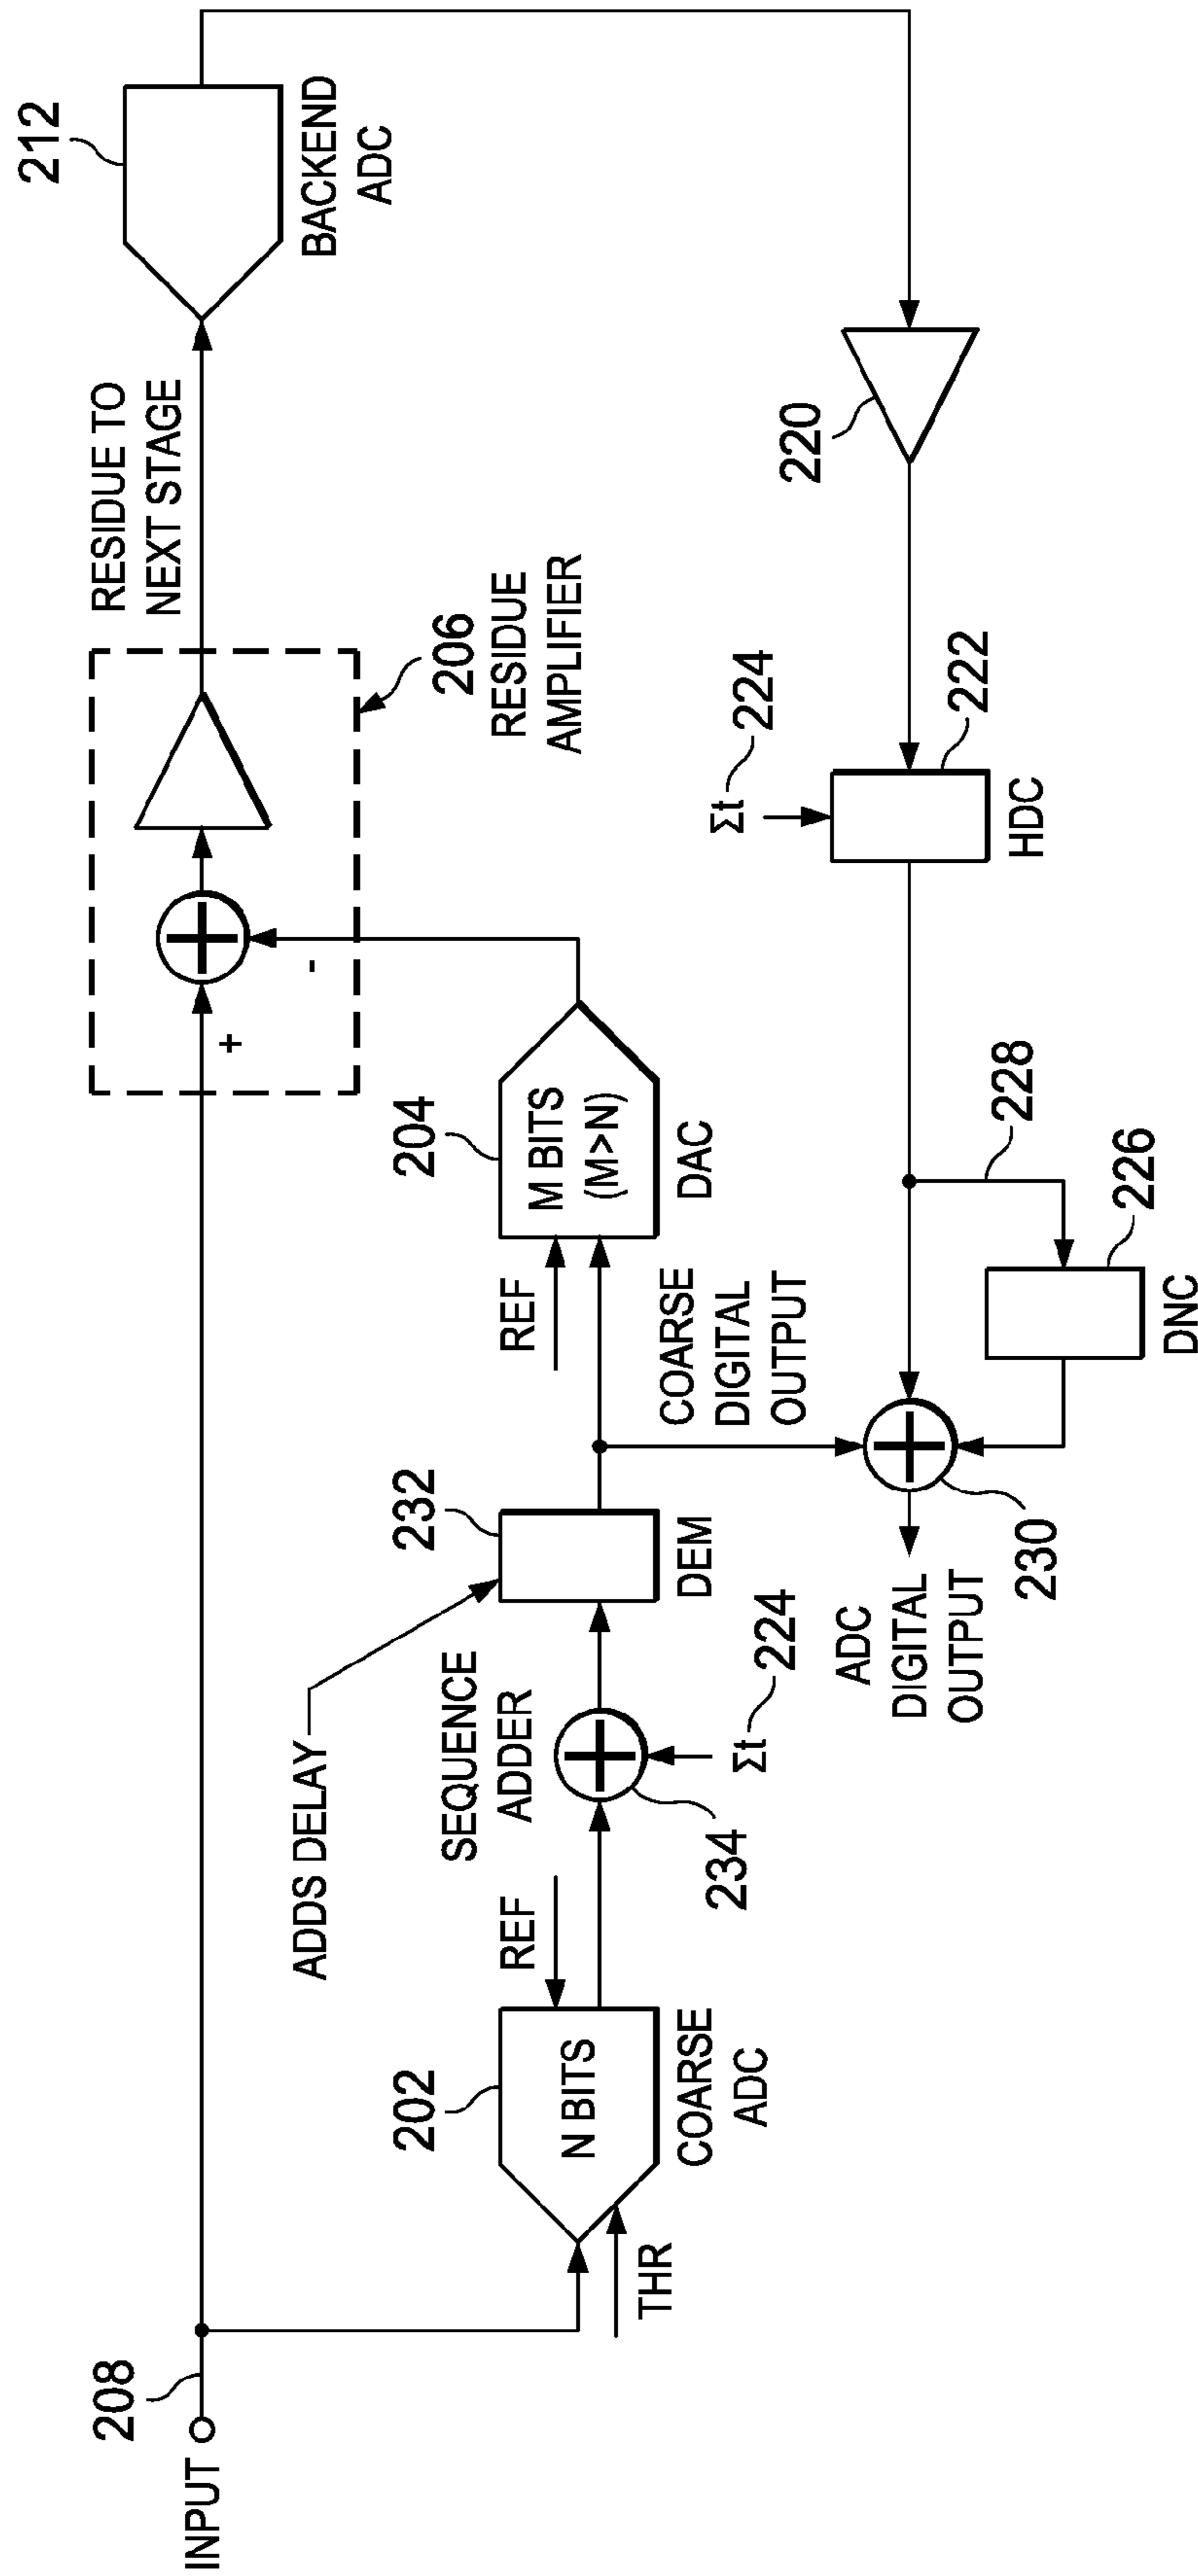 INPUT
208
THR
202
N BITS
COARSE
ADC
REF
ADDS DELAY
SEQUENCE
ADDER
234
Σt
224
232
DEM
REF
COARSE
DIGITAL
OUTPUT
204
M BITS
(M>N)
DAC
+
-
206
RESIDUE
AMPLIFIER
RESIDUE TO
NEXT STAGE
212
BACKEND
ADC
220
Σt
224
222
HDC
228
226
DNC
230
ADC
DIGITAL
OUTPUT